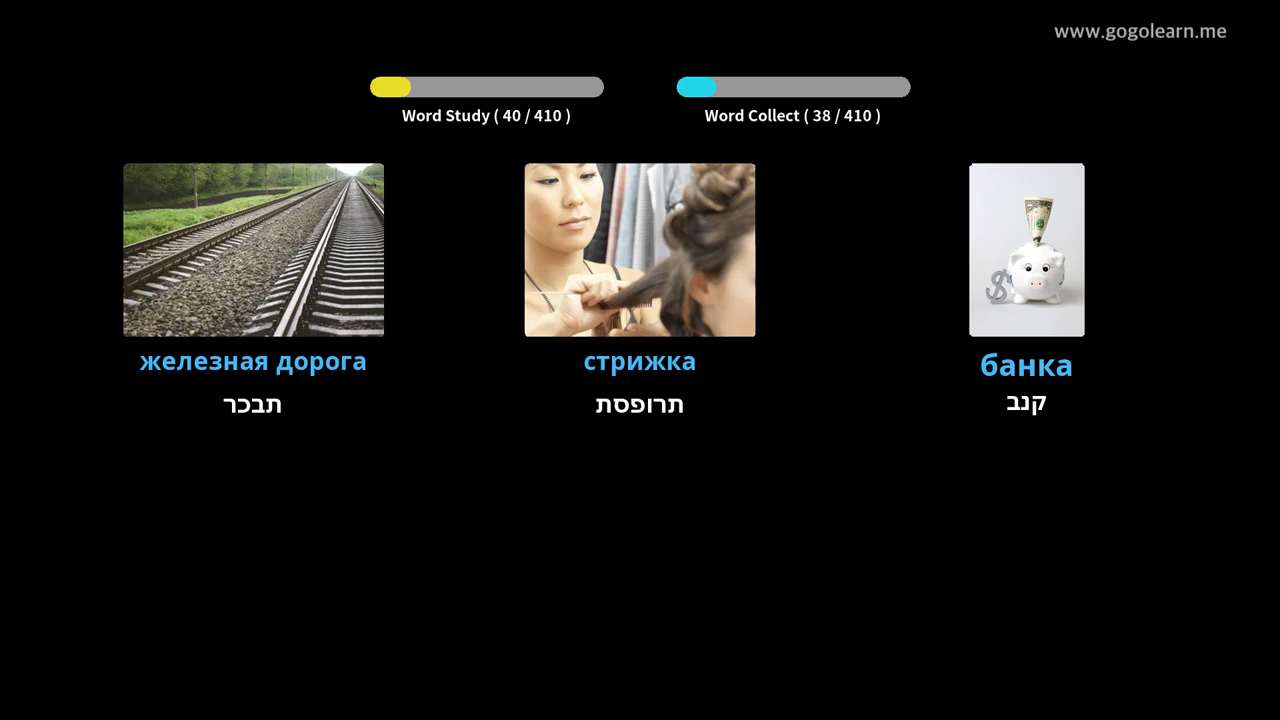 www.gogolearn.me
Word Study ( 40 / 410 )
Word Collect ( 38 / 410 )
железная дорога
תבכר
стрижка
תרופסת
банка
קנב